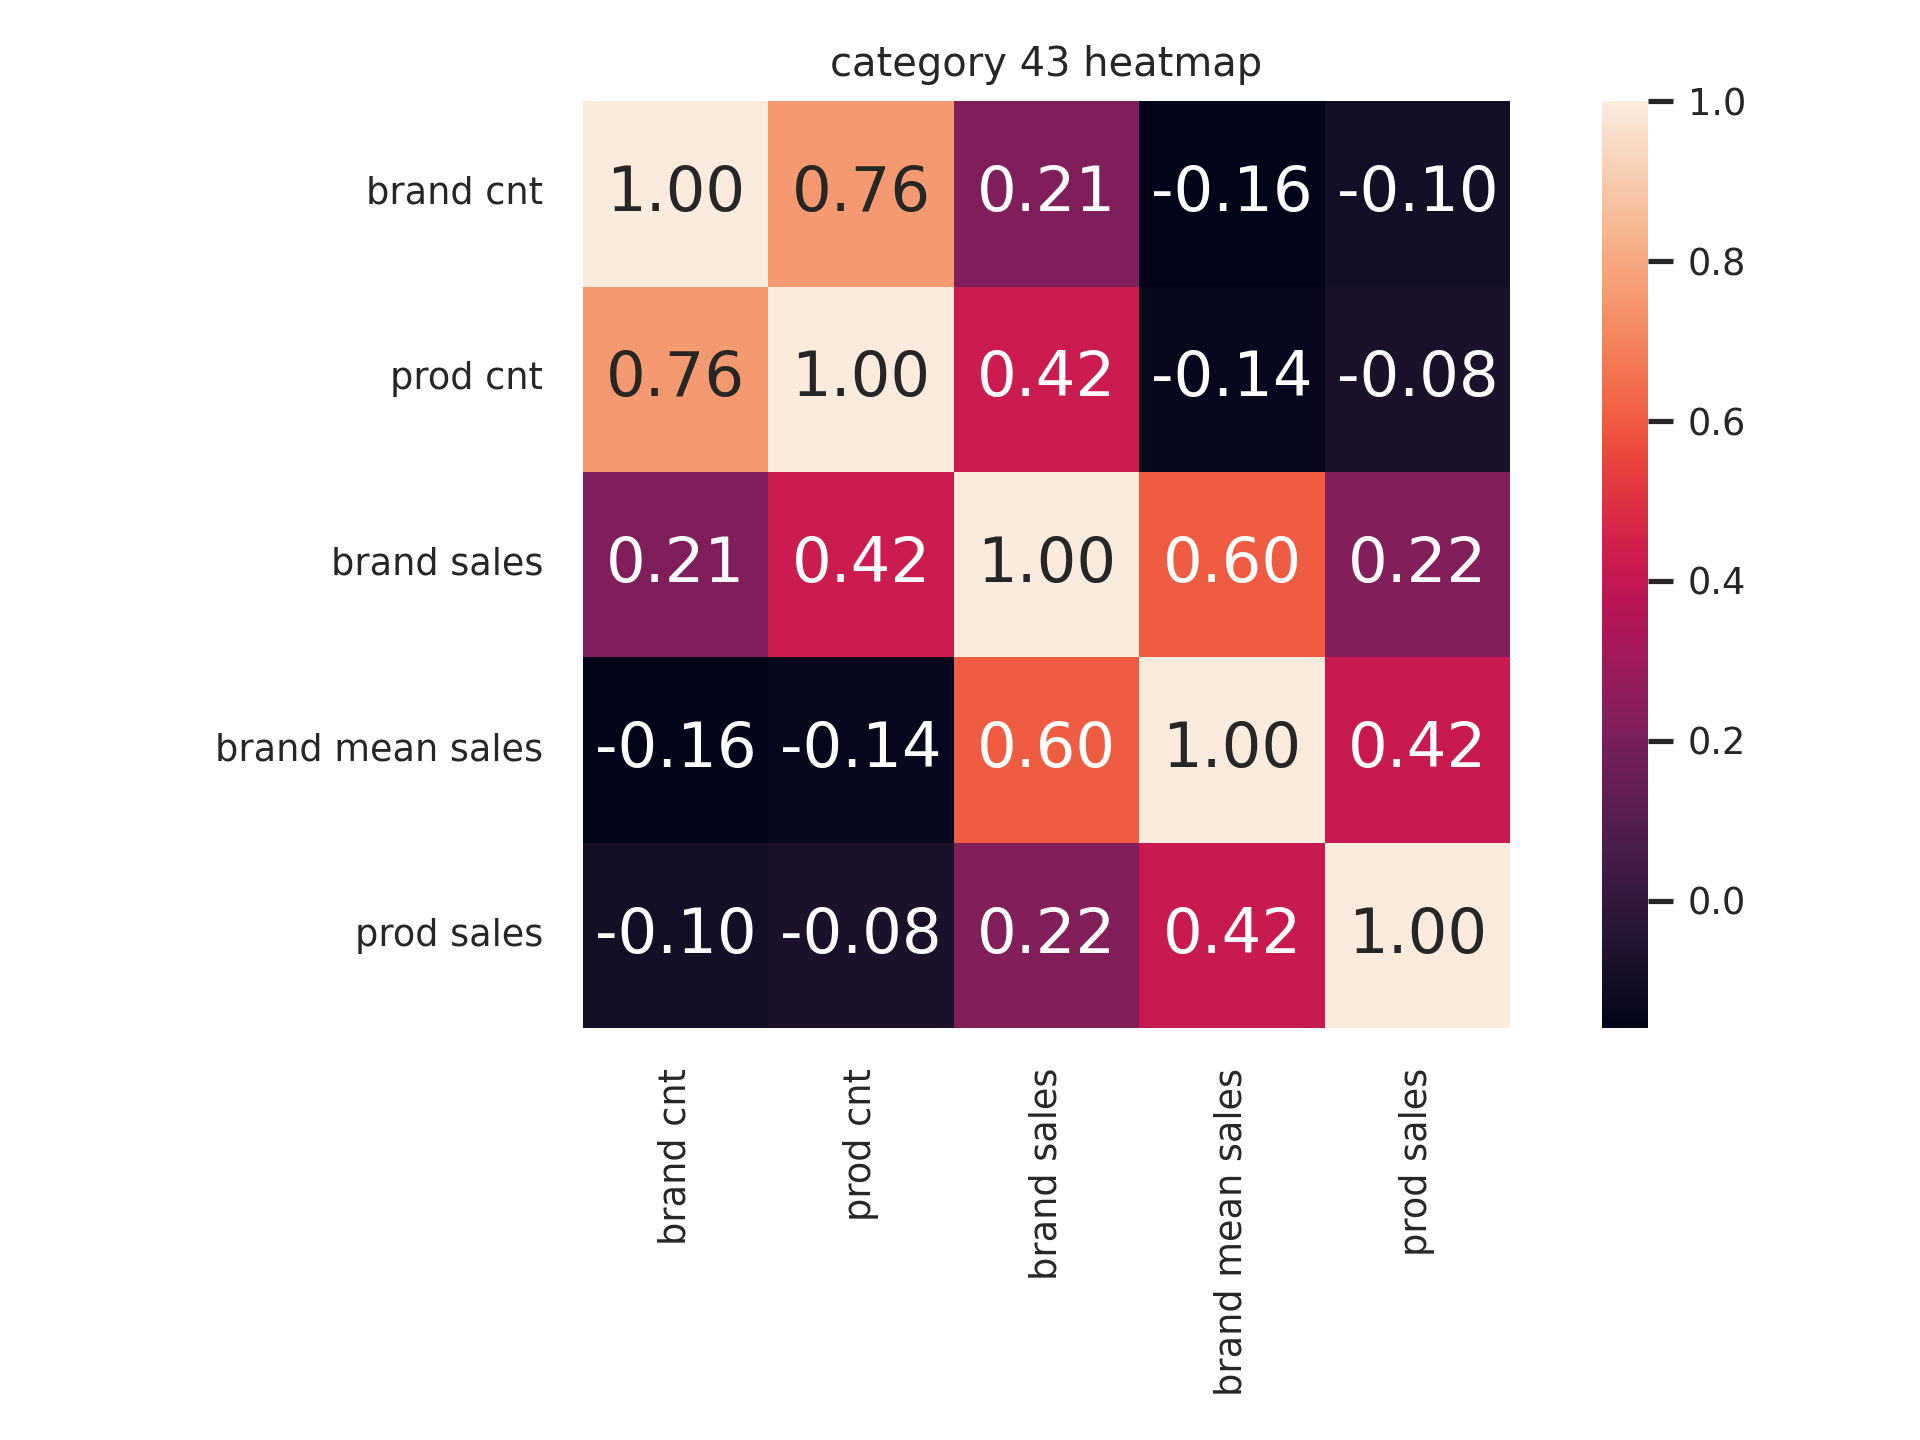 category 43 heatmap
brand cnt
1.00 0.76 0.21 -0.16 -0.10
prod cnt
0.76 1.00 0.42 -0.14 -0.08
brand sales
0.21 0.42 1.00 0.60 0.22
brand mean sales
-0.16 -0.14 0.60 1.00 0.42
prod sales
-0.10 -0.08 0.22 0.42 1.00
brand cnt
prod cnt
brand sales
brand mean sales
prod sales
1.0
0.8
0.6
0.4
0.2
0.0